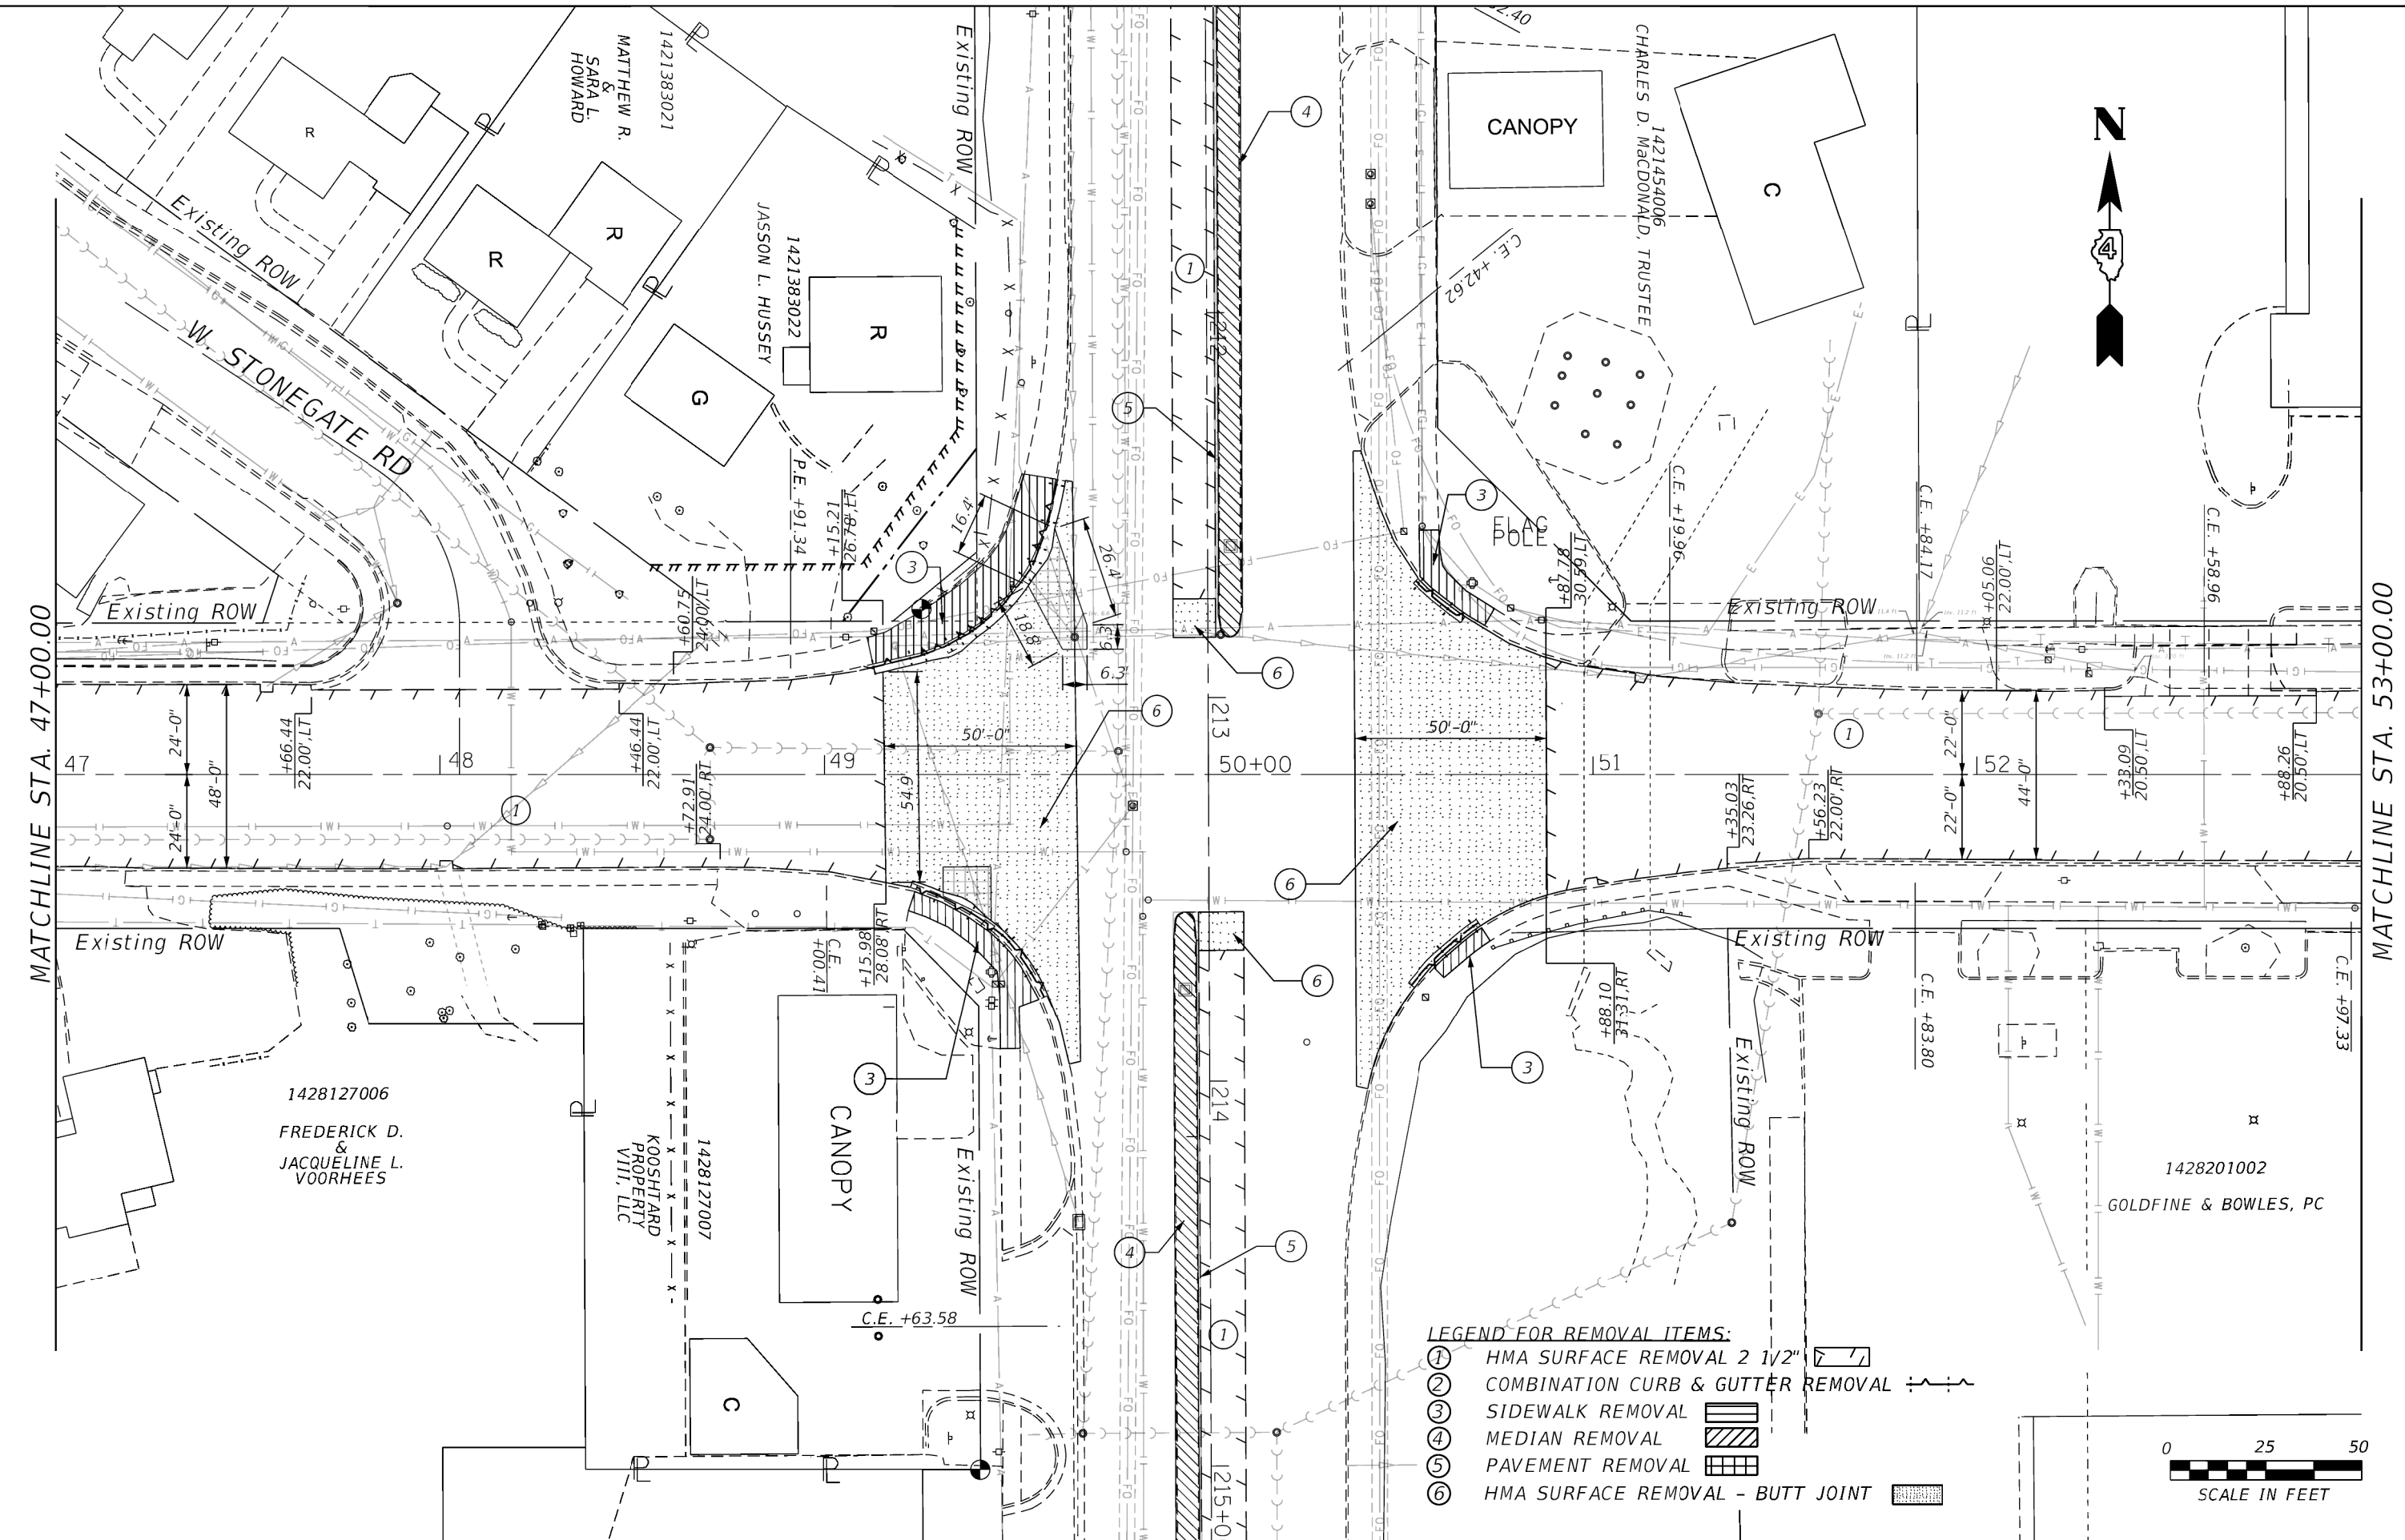 MATCHLINE STA. 47+00.00
MATCHLINE STA. 53+00.00
N
4
1421383021
MATTHEW R.
&
SARA L.
HOWARD
Existing ROW
W. STONEGATE RD
R
R
R
G
R
1421383022
JASSON L. HUSSEY
Existing ROW
P.E. +91.34
+15.21
26.78'LT
+60.75
24.00'LT
Existing ROW
CANOPY
C
1421454006
CHARLES D. MaCDONALD, TRUSTEE
C.E. +42.62
FLAG
POLE
C.E. +19.96
+87.78
30.59'LT
C.E. +84.17
+05.06
22.00'LT
C.E. +58.96
Existing ROW
16.4'
26.4'
18.8'
3.9
6.3
1
2
3
4
5
6
212
213
214
215+0
47
48
49
50+00
51
52
24'-0"
24'-0"
48'-0"
+66.44
22.00'LT
+46.44
22.00'LT
+72.91
24.00'RT
54.9'
50'-0"
50'-0"
+35.03
23.26'RT
+56.23
22.00'RT
22'-0"
22'-0"
44'-0"
+33.09
20.50'LT
+88.26
20.50'LT
Existing ROW
C.E.
+00.41
+15.98
28.80'RT
Existing ROW
+88.10
31.31'RT
C.E. +83.80
C.E. +97.33
Existing ROW
1428127006
FREDERICK D.
&
JACQUELINE L.
VOORHEES
1428127007
KOOSHTARD
PROPERTY
VIII, LLC
CANOPY
Existing ROW
C.E. +63.58
C
1428201002
GOLDFINE & BOWLES, PC
LEGEND FOR REMOVAL ITEMS:
1 HMA SURFACE REMOVAL 2 1/2"
2 COMBINATION CURB & GUTTER REMOVAL
3 SIDEWALK REMOVAL
4 MEDIAN REMOVAL
5 PAVEMENT REMOVAL
6 HMA SURFACE REMOVAL - BUTT JOINT
0 25 50
SCALE IN FEET